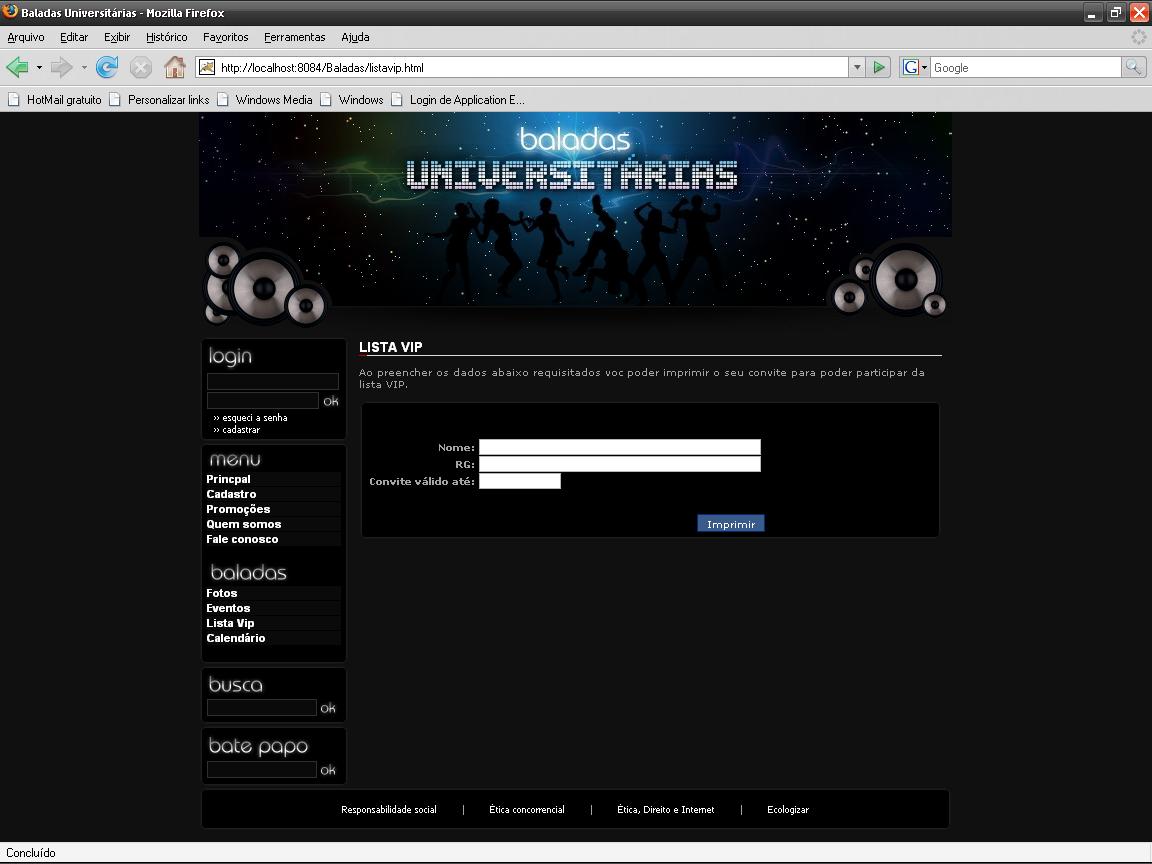 Baladas Universitárias - Mozilla Firefox
Arquivo Editar Exibir Histórico Favoritos Ferramentas Ajuda
http://localhost:8084/Baladas/listavip.html
G Google
HotMail gratuito Personalizar links Windows Media Windows Login de Application E...
baladas
UNIVERSITÁRIAS
login
ok
» esqueci a senha
» cadastrar
menu
Princpal
Cadastro
Promoções
Quem somos
Fale conosco
baladas
Fotos
Eventos
Lista Vip
Calendário
busca
ok
bate papo
ok
LISTA VIP
Ao preencher os dados abaixo requisitados voc poder imprimir o seu convite para poder participar da
lista VIP.
Nome:
RG:
Convite válido até:
Imprimir
Responsabilidade social | Ética concorrencial | Ética, Direito e Internet | Ecologizar
Concluído